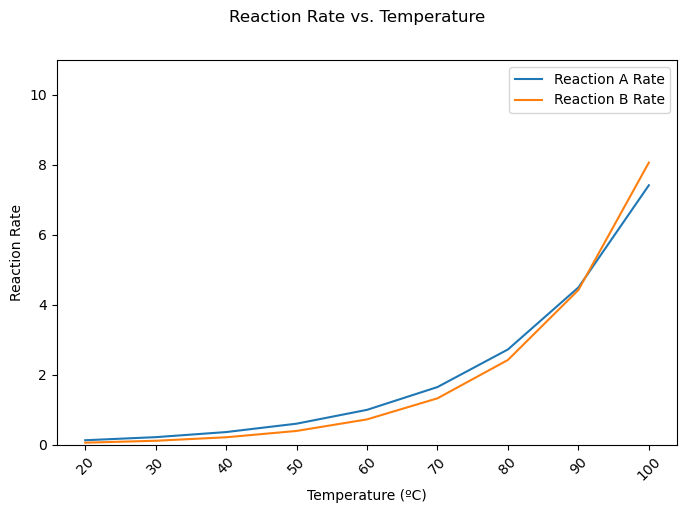 Reaction Rate vs. Temperature
Reaction A Rate
Reaction B Rate
Reaction Rate
10
8
6
4
2
0
20 30 40 50 60 70 80 90 100
Temperature (ºC)